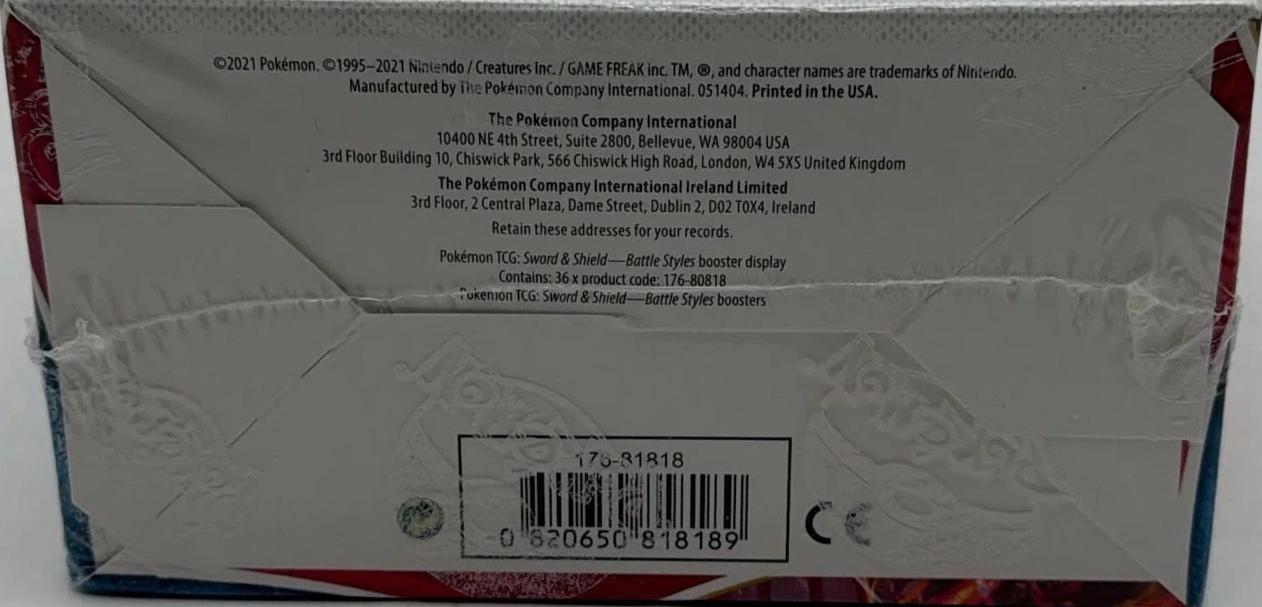 ©2021 Pokémon. ©1995–2021 Nintendo / Creatures Inc. / GAME FREAK inc. TM, ®, and character names are trademarks of Nintendo.
Manufactured by The Pokémon Company International. 051404. Printed in the USA.
The Pokémon Company International
10400 NE 4th Street, Suite 2800, Bellevue, WA 98004 USA
3rd Floor Building 10, Chiswick Park, 566 Chiswick High Road, London, W4 5XS United Kingdom
The Pokémon Company International Ireland Limited
3rd Floor, 2 Central Plaza, Dame Street, Dublin 2, D02 T0X4, Ireland
Retain these addresses for your records.
Pokémon TCG: Sword & Shield—Battle Styles booster display
Contains: 36 x product code: 176-80818
Pokémon TCG: Sword & Shield—Battle Styles boosters
176-81818
0 820650 818189
CE